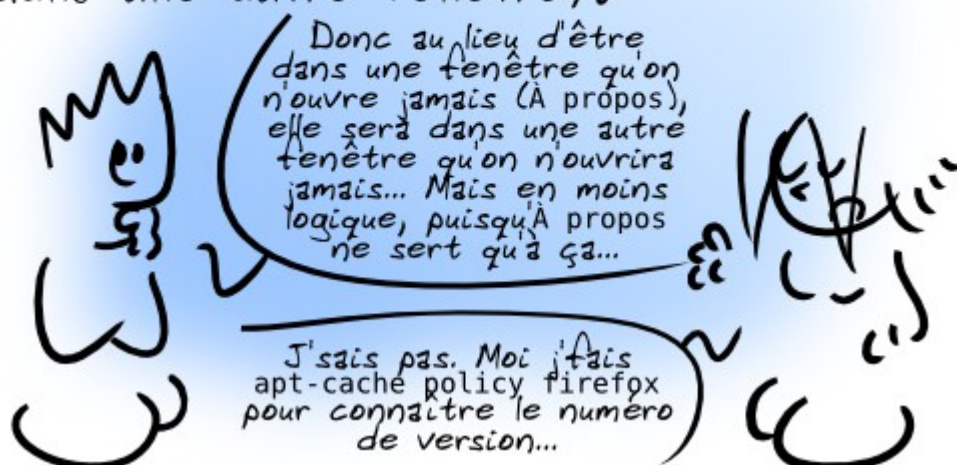 Donc au lieu d'être
dans une fenêtre qu'on
n'ouvre jamais (À propos),
elle sera dans une autre
fenêtre qu'on n'ouvrira
jamais... Mais en moins
logique, puisqu'À propos
ne sert qu'à ça...
J'sais pas. Moi j'fais
apt-cache policy firefox
pour connaître le numéro
de version...